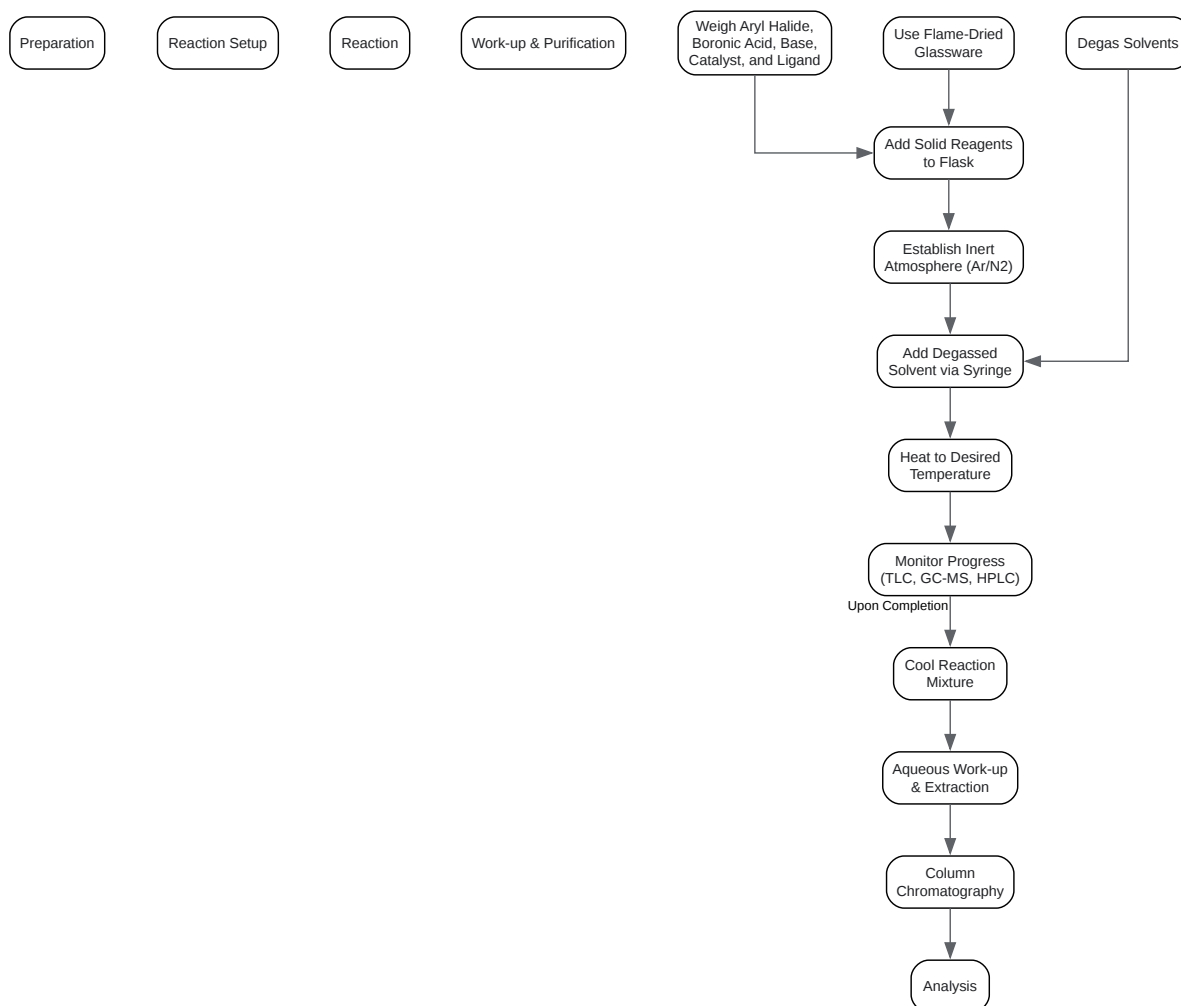 Preparation
Reaction Setup
Reaction
Work-up & Purification
Weigh Aryl Halide,
Boronic Acid, Base,
Catalyst, and Ligand
Use Flame-Dried
Glassware
Degas Solvents
Add Solid Reagents
to Flask
Establish Inert
Atmosphere (Ar/N2)
Add Degassed
Solvent via Syringe
Heat to Desired
Temperature
Monitor Progress
(TLC, GC-MS, HPLC)
Upon Completion
Cool Reaction
Mixture
Aqueous Work-up
& Extraction
Column
Chromatography
Analysis